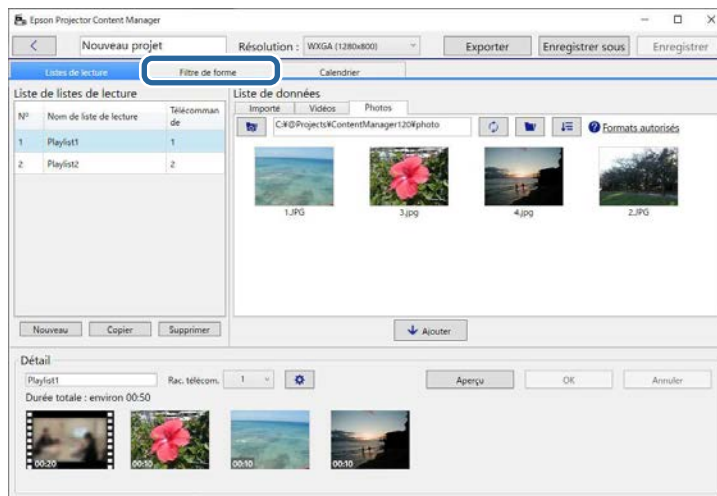 Epson Projector Content Manager
Nouveau projet Résolution : WXGA (1280x800) Exporter Enregistrer sous Enregistrer
Listes de lecture Filtre de forme Calendrier
Liste de listes de lecture
Nº Nom de liste de lecture Télécomman
de
1 Playlist1 1
2 Playlist2 2
Nouveau Copier Supprimer
Liste de données
Importé Vidéos Photos
C:¥@Projects¥ContentManager120¥photo Formats autorisés
1.JPG 3.jpg 4.jpg 2.JPG
Ajouter
Détail
Playlist1 Rac. télécom. 1 Aperçu OK Annuler
Durée totale : environ 00:50
00:20 00:10 00:10 00:10